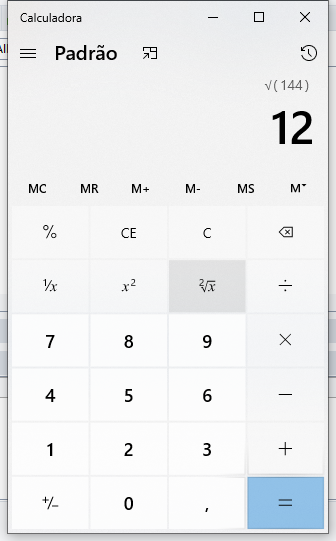 Calculadora
Padrão
√(144)
12
MC MR M+ M- MS M˅
% CE C
¹/x x² ²√x ÷
7 8 9 ×
4 5 6 −
1 2 3 +
+/− 0 , =